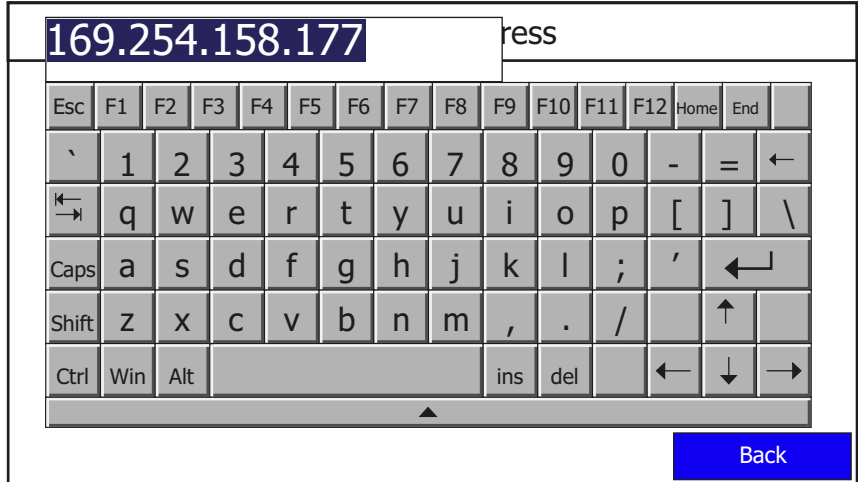 169.254.158.177 ress
Esc F1 F2 F3 F4 F5 F6 F7 F8 F9 F10 F11 F12 Home End
` 1 2 3 4 5 6 7 8 9 0 - = ←
q w e r t y u i o p [ ] \
Caps a s d f g h j k l ; ′
Shift z x c v b n m , . / ↑
Ctrl Win Alt ins del ← ↓ →
Back